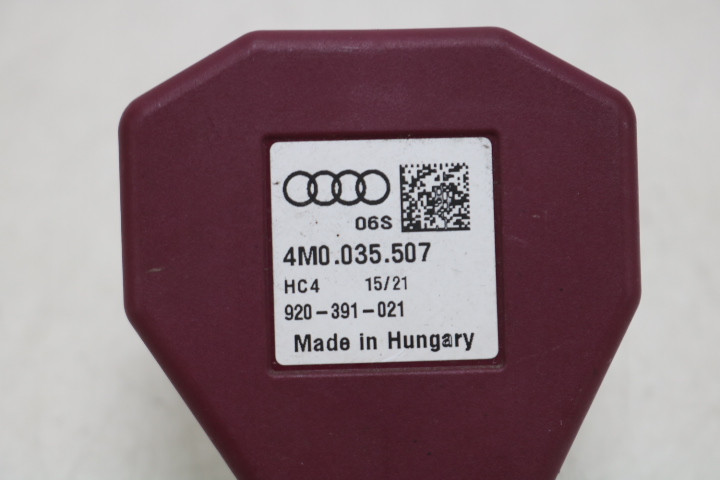 06S
4M0.035.507
HC4 15/21
920-391-021
Made in Hungary